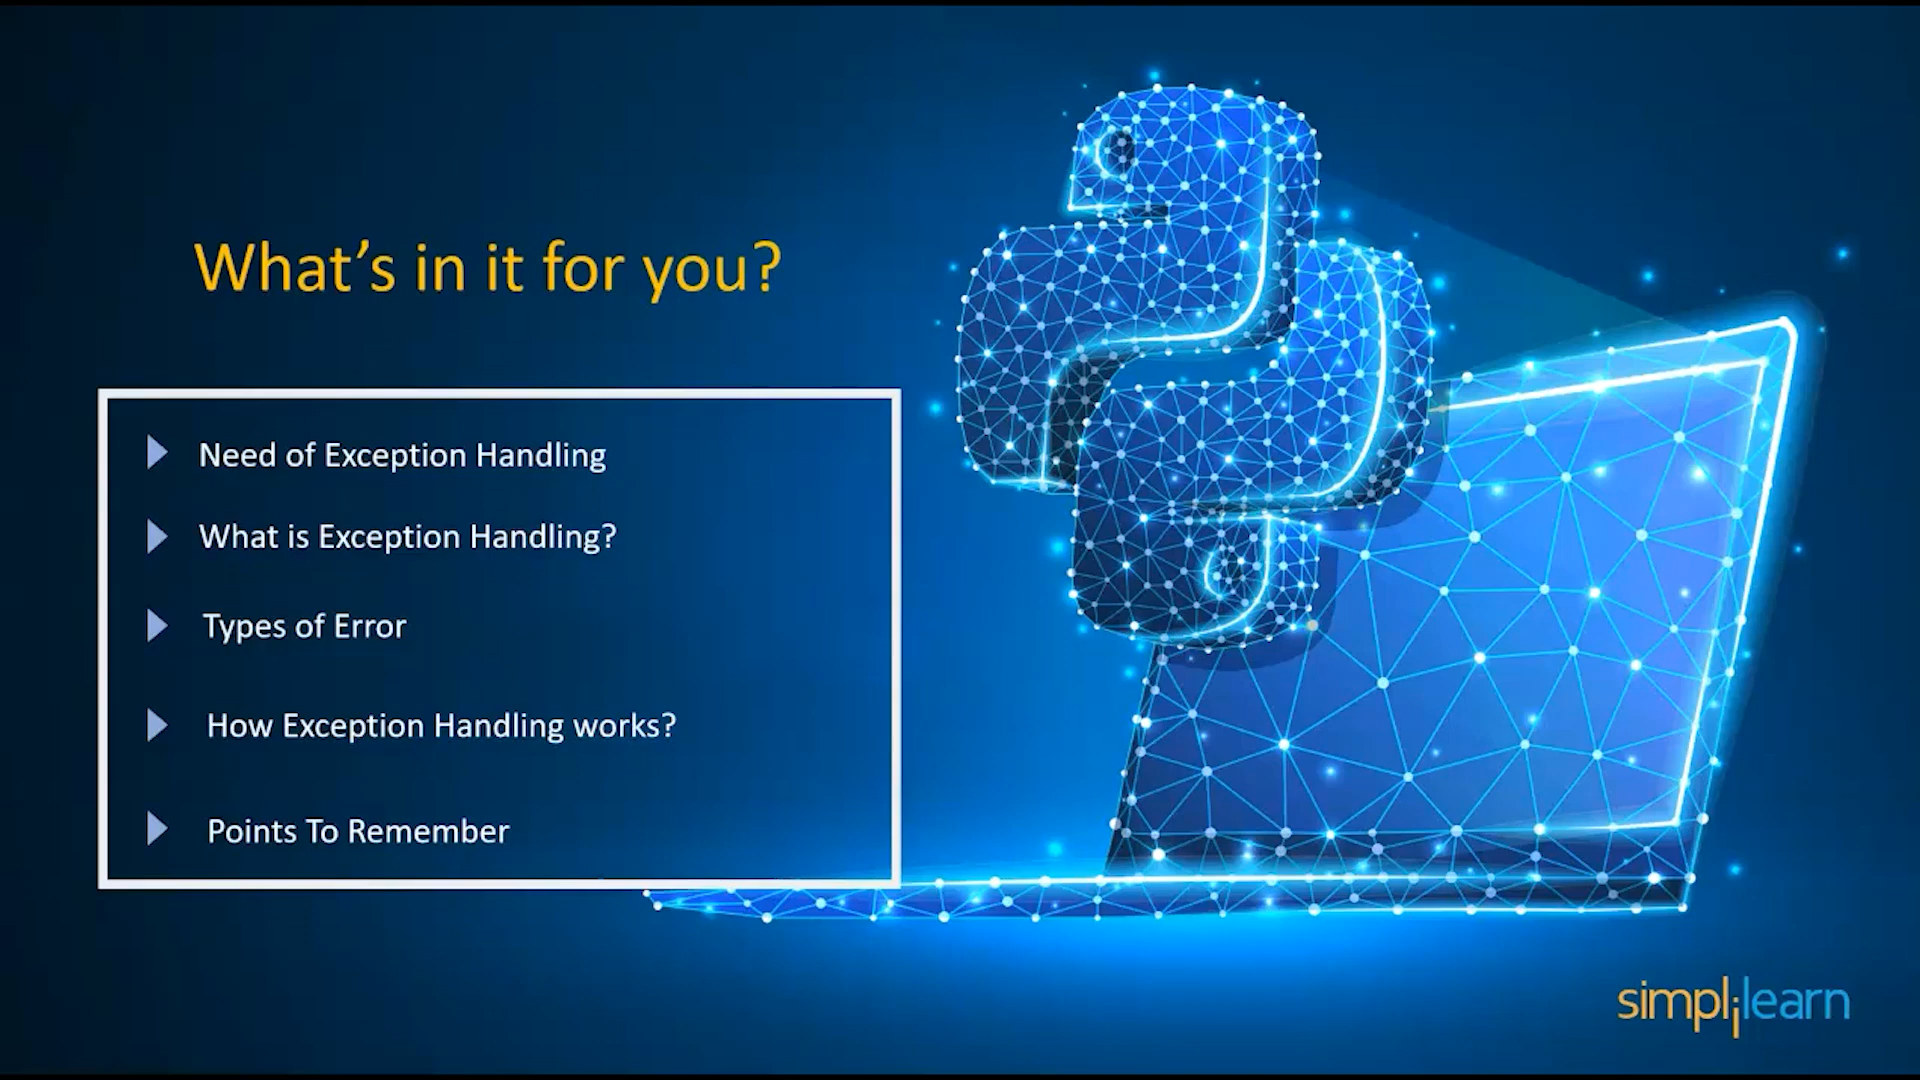 What's in it for you?
Need of Exception Handling
What is Exception Handling?
Types of Error
How Exception Handling works?
Points To Remember
simplilearn